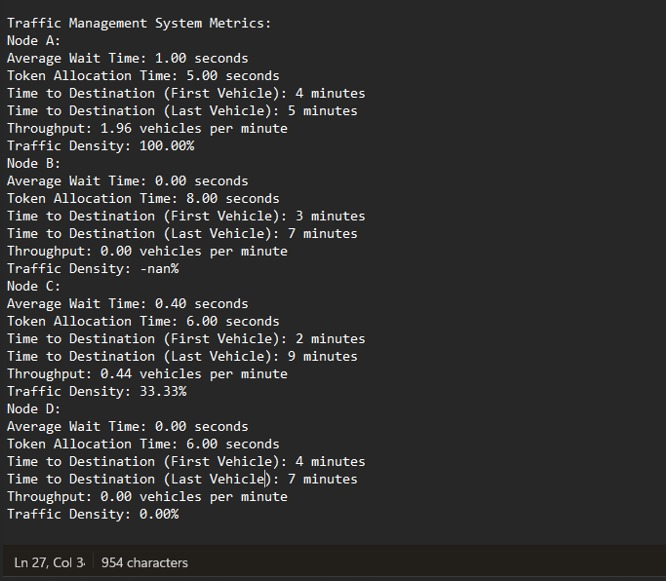 Traffic Management System Metrics:
Node A:
Average Wait Time: 1.00 seconds
Token Allocation Time: 5.00 seconds
Time to Destination (First Vehicle): 4 minutes
Time to Destination (Last Vehicle): 5 minutes
Throughput: 1.96 vehicles per minute
Traffic Density: 100.00%
Node B:
Average Wait Time: 0.00 seconds
Token Allocation Time: 8.00 seconds
Time to Destination (First Vehicle): 3 minutes
Time to Destination (Last Vehicle): 7 minutes
Throughput: 0.00 vehicles per minute
Traffic Density: -nan%
Node C:
Average Wait Time: 0.40 seconds
Token Allocation Time: 6.00 seconds
Time to Destination (First Vehicle): 2 minutes
Time to Destination (Last Vehicle): 9 minutes
Throughput: 0.44 vehicles per minute
Traffic Density: 33.33%
Node D:
Average Wait Time: 0.00 seconds
Token Allocation Time: 6.00 seconds
Time to Destination (First Vehicle): 4 minutes
Time to Destination (Last Vehicle): 7 minutes
Throughput: 0.00 vehicles per minute
Traffic Density: 0.00%
Ln 27, Col 954 characters